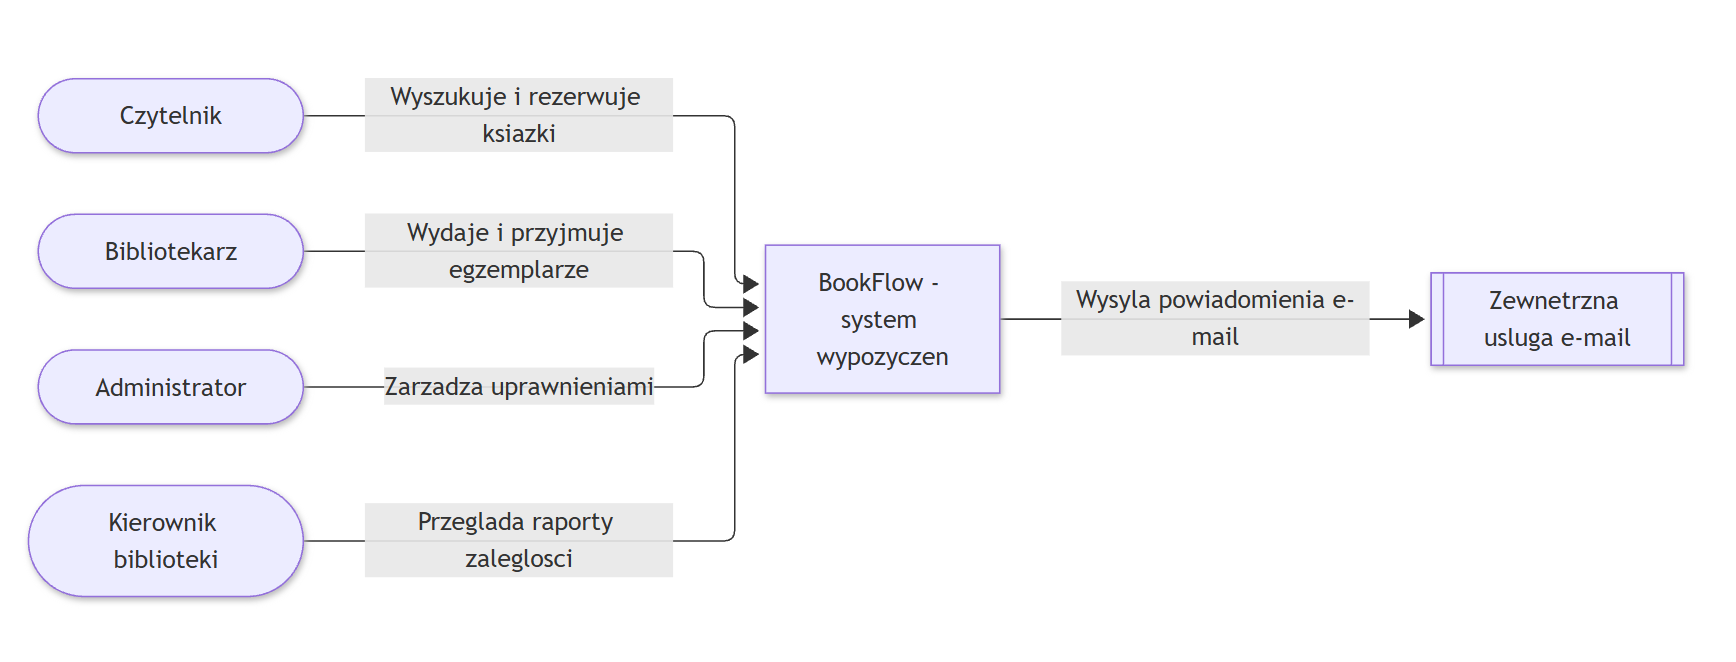 Czytelnik
Wyszukuje i rezerwuje
ksiazki
Bibliotekarz
Wydaje i przyjmuje
egzemplarze
Administrator
Zarzadza uprawnieniami
Kierownik
biblioteki
Przeglada raporty
zaleglosci
BookFlow -
system
wypozyczen
Wysyla powiadomienia e-
mail
Zewnetrzna
usluga e-mail